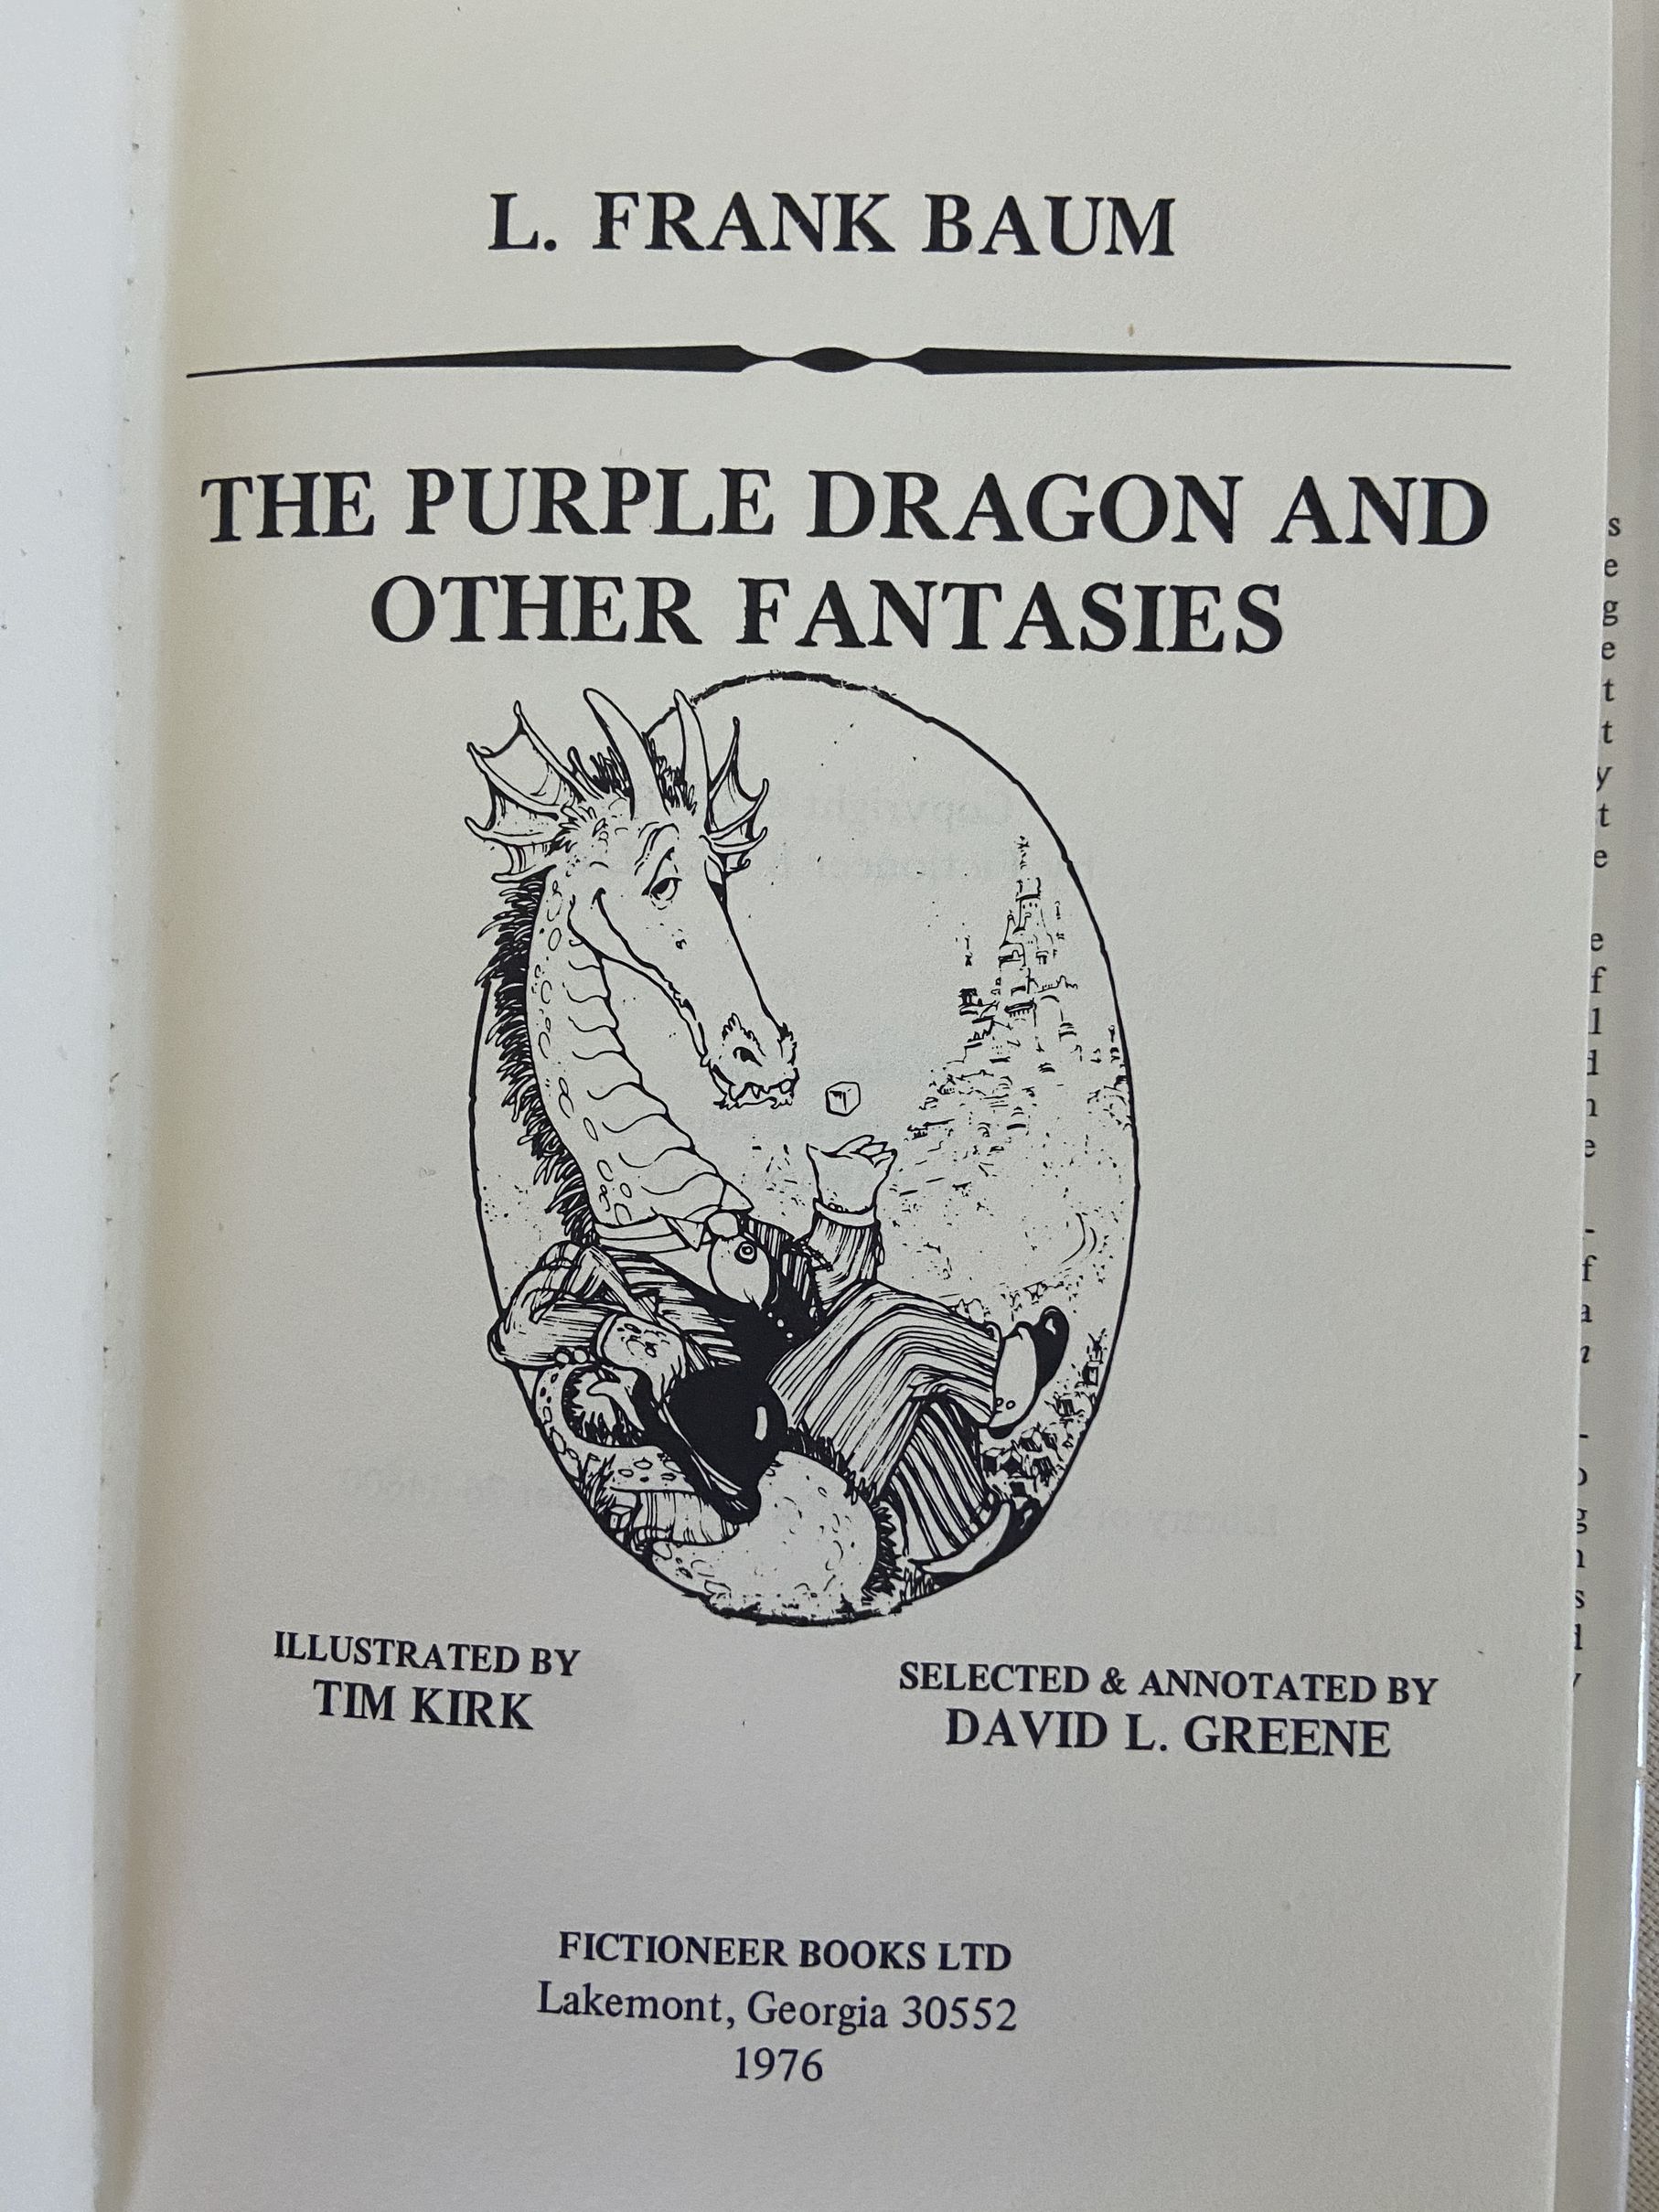 L. FRANK BAUM
THE PURPLE DRAGON AND
OTHER FANTASIES
ILLUSTRATED BY
TIM KIRK
SELECTED & ANNOTATED BY
DAVID L. GREENE
FICTIONEER BOOKS LTD
Lakemont, Georgia 30552
1976